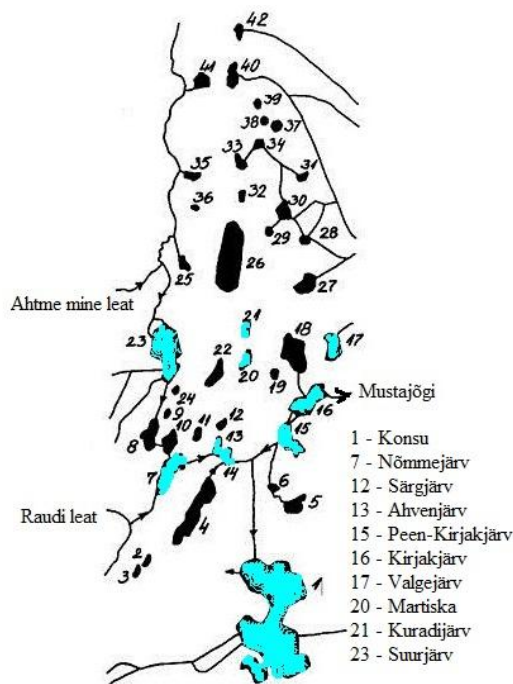 42
41 40
39
38 37
33 34
35 31
36 32
30
29 28
26
25 27
Ahtme mine leat
23 21 18 17
22
20 19
24 16
Mustajõgi
9
8 10 11 12
13 15
7 14
6 5
Raudi leat
4
2
3
1
1 - Konsu
7 - Nõmmejärv
12 - Särgjärv
13 - Ahvenjärv
15 - Peen-Kirjakjärv
16 - Kirjakjärv
17 - Valgejärv
20 - Martiska
21 - Kuradijärv
23 - Suurjärv